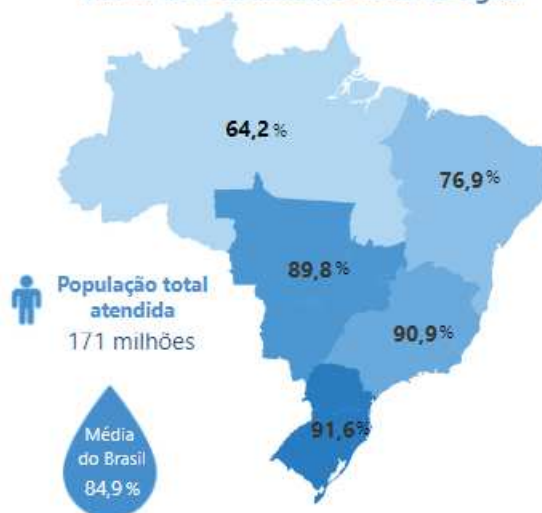 64,2 %
76,9 %
89,8 %
População total
atendida
171 milhões
90,9 %
91,6%
Média
do Brasil
84,9 %